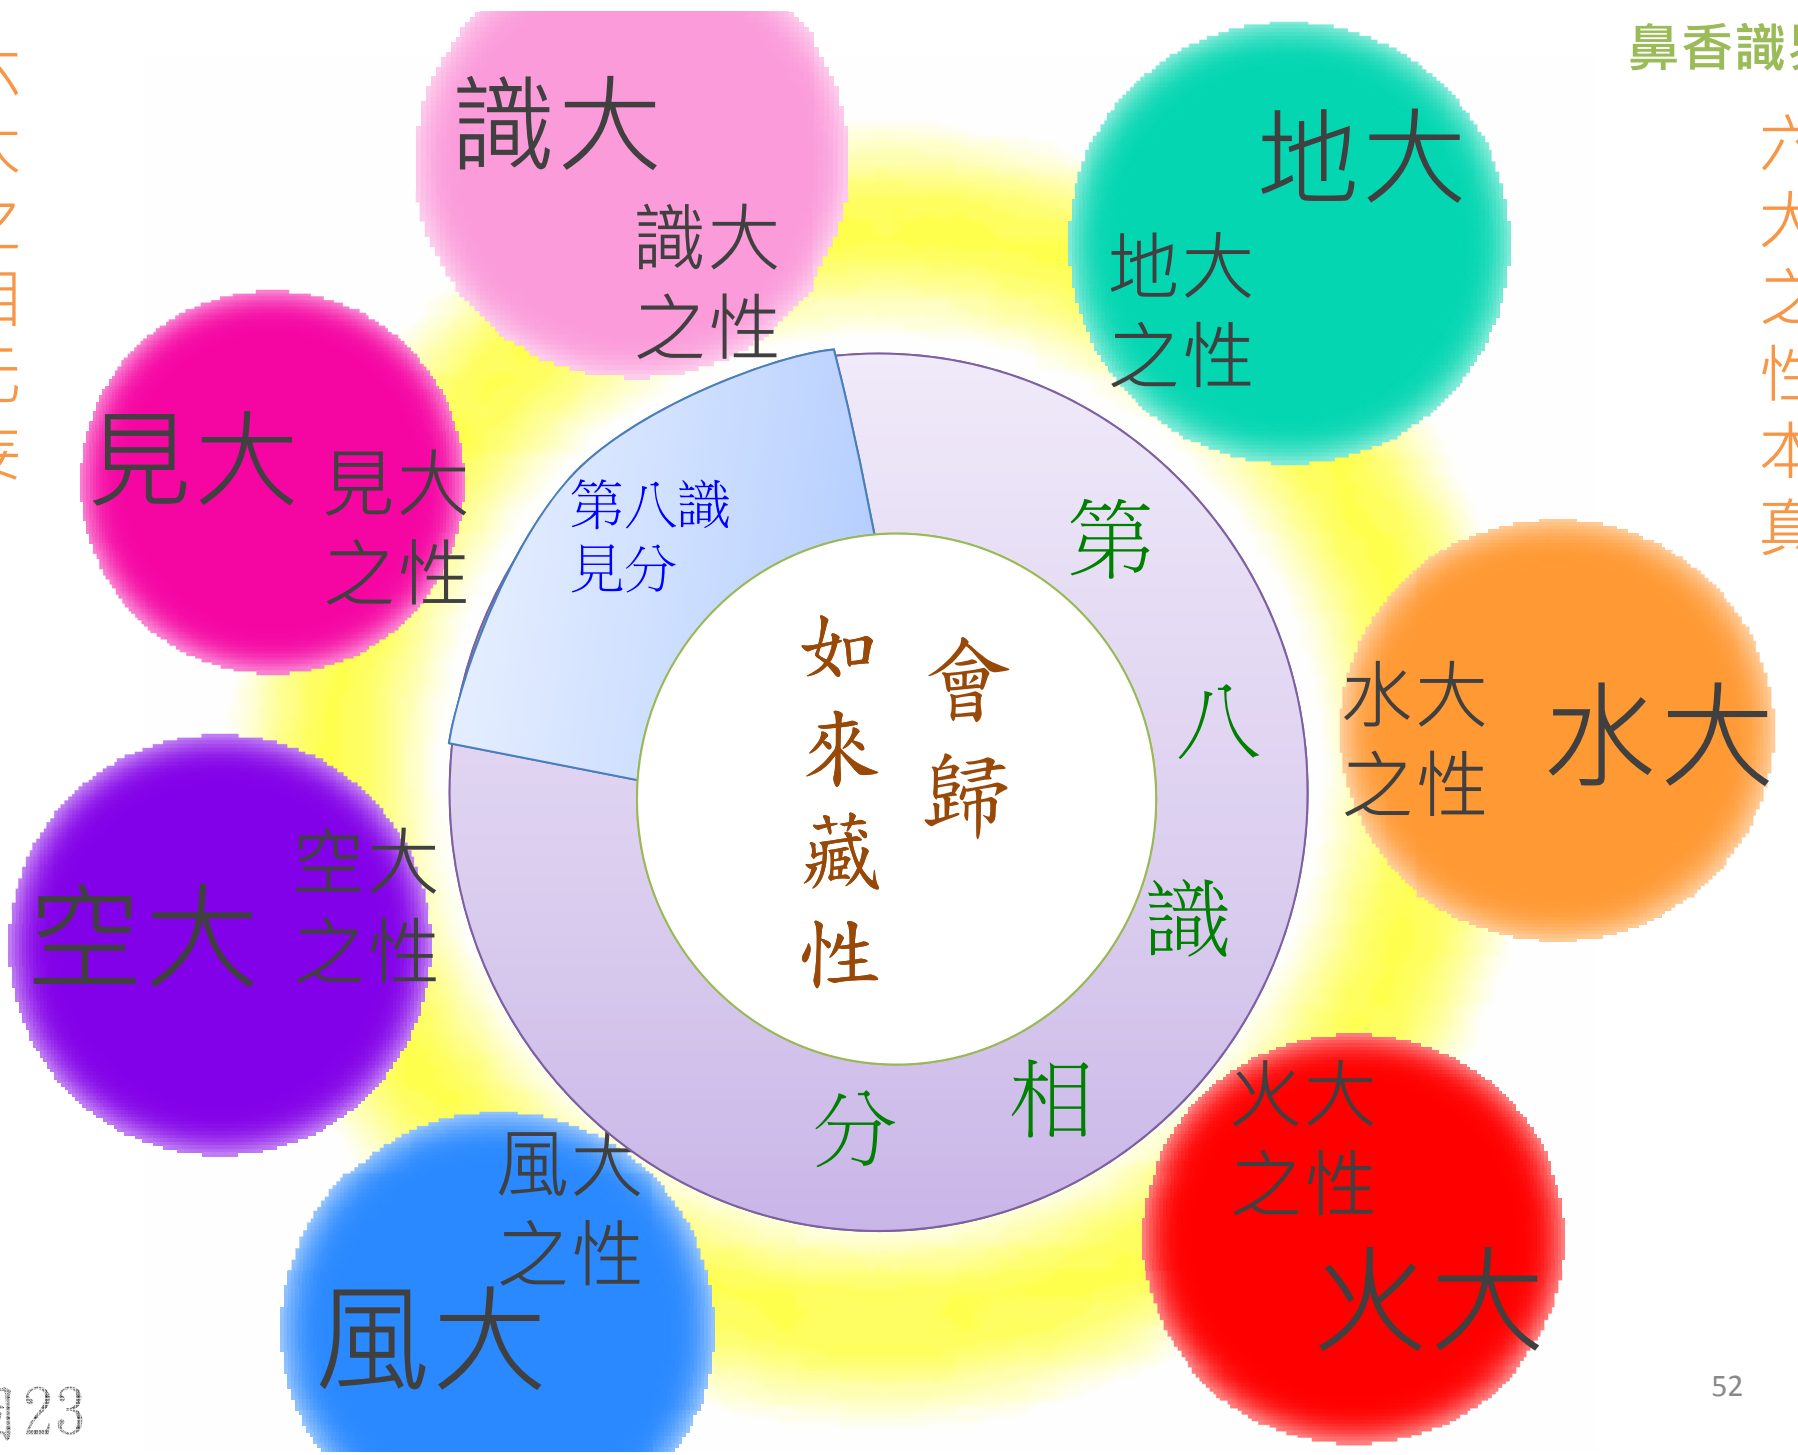 鼻香識界
六大之性本真
識大
識大
之性
地大
地大
之性
見大
見大
之性
第八識
見分
第八識相分
會歸
如來藏性
水大
之性
水大
空大
之性
空大
火大
之性
火大
風大
之性
風大
23
52